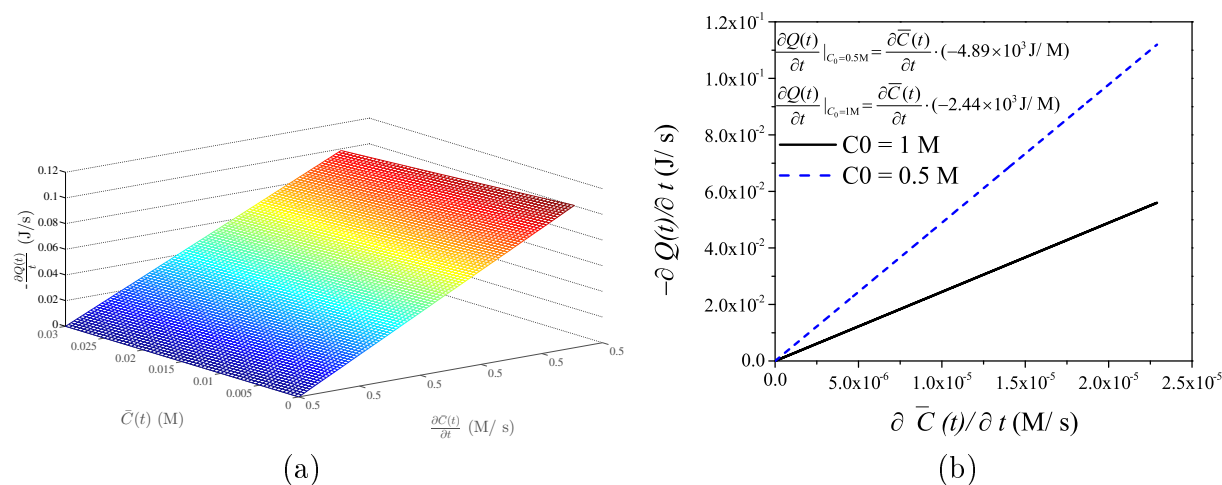 0.12
0.1
0.08
0.06
0.04
0.02
0
-∂Q(t)/t (J/s)
0.03
0.025
0.02
0.015
0.01
0.005
0
C̄(t) (M)
0.5
0.5
0.5
0.5
0.5
0.5
∂C̄(t)/∂t (M/ s)
(a)
1.2x10⁻¹
1.0x10⁻¹
8.0x10⁻²
6.0x10⁻²
4.0x10⁻²
2.0x10⁻²
0.0
−∂ Q(t)/∂ t (J/ s)
∂Q(t)/∂t |C₀=0.5M = ∂C̄(t)/∂t · (−4.89×10³ J/ M)
∂Q(t)/∂t |C₀=1M = ∂C̄(t)/∂t · (−2.44×10³ J/ M)
C0 = 1 M
C0 = 0.5 M
0.0 5.0x10⁻⁶ 1.0x10⁻⁵ 1.5x10⁻⁵ 2.0x10⁻⁵ 2.5x10⁻⁵
∂ C̄ (t)/∂ t (M/ s)
(b)